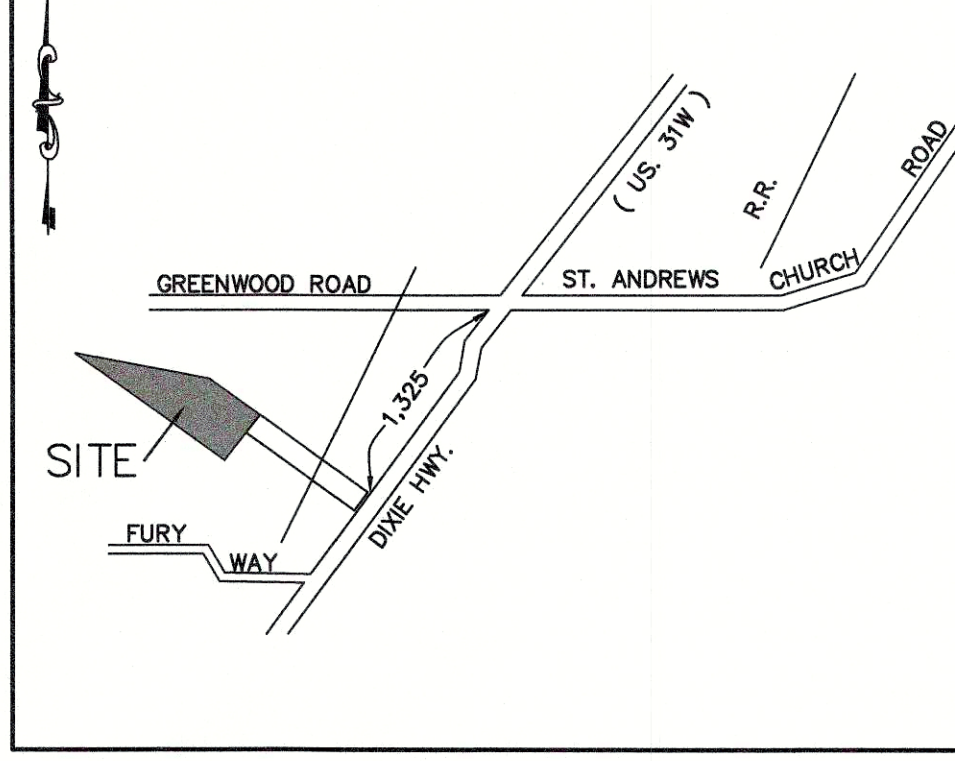 ( US. 31W )
R.R.
ROAD
GREENWOOD ROAD
ST. ANDREWS
CHURCH
1,325
SITE
DIXIE HWY.
FURY
WAY